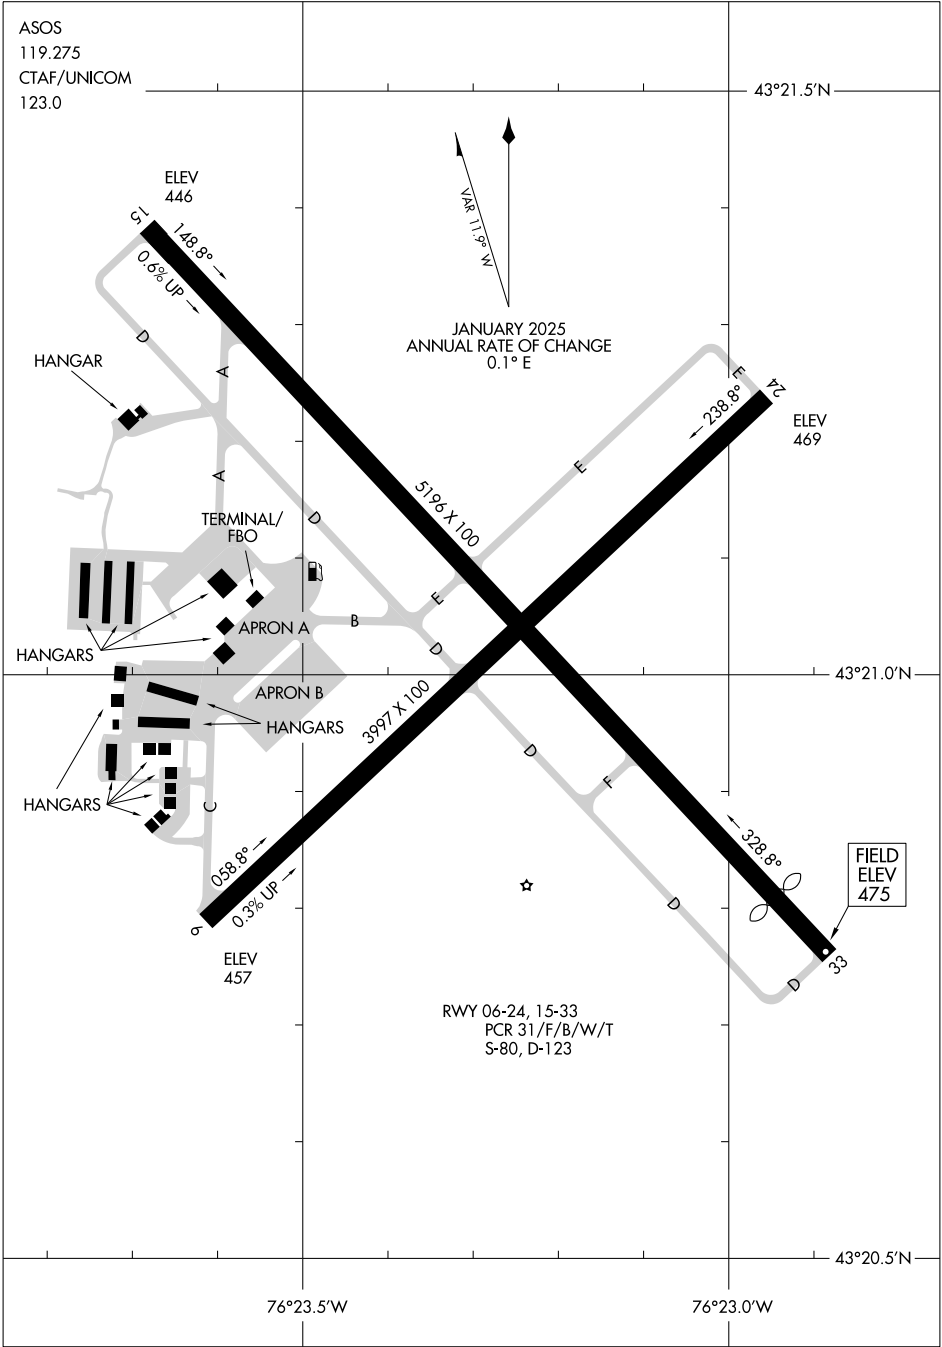 ASOS
119.275
CTAF/UNICOM
123.0
43°21.5'N
ELEV
446
15
148.8°
0.6% UP
VAR 11.9° W
JANUARY 2025
ANNUAL RATE OF CHANGE
0.1° E
D
HANGAR
A
E
24
238.8°
ELEV
469
A
E
5196 X 100
D
TERMINAL/
FBO
E
B
APRON A
D
HANGARS
43°21.0'N
APRON B
3997 X 100
HANGARS
D
F
HANGARS
C
328.8°
058.8°
0.3% UP
FIELD
ELEV
475
D
6
33
ELEV
457
D
RWY 06-24, 15-33
PCR 31/F/B/W/T
S-80, D-123
43°20.5'N
76°23.5'W
76°23.0'W